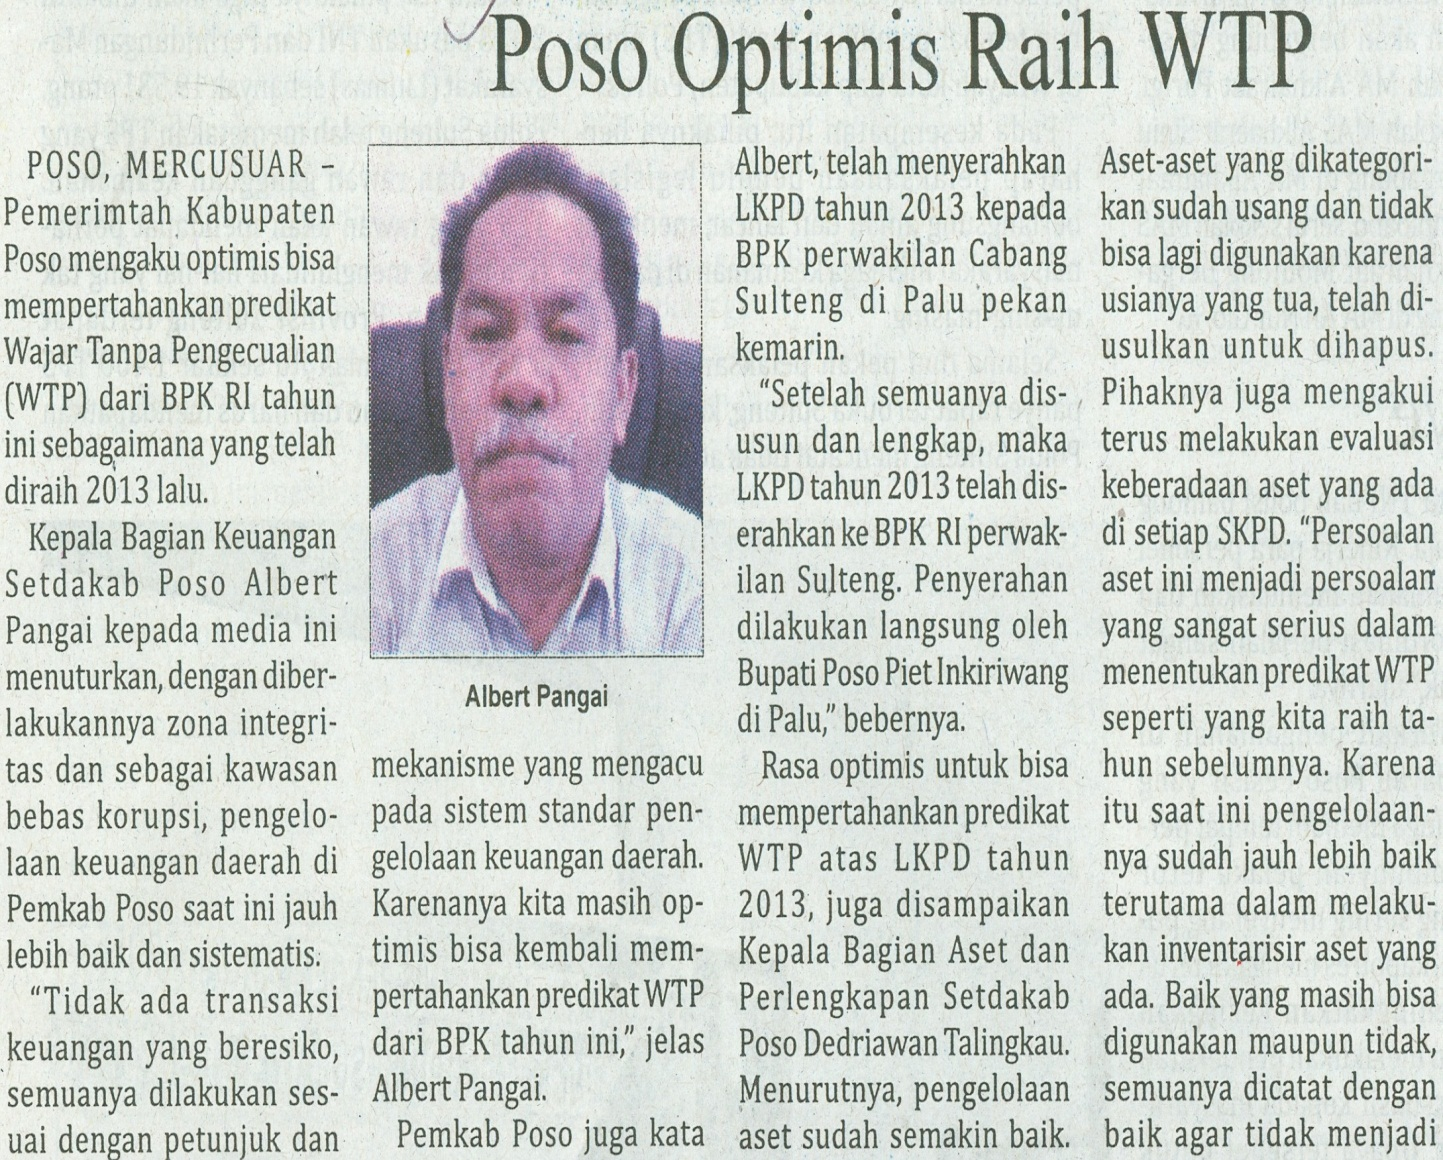 Poso Optimis Raih WTP
POSO, MERCUSUAR –
Pemerimtah Kabupaten
Poso mengaku optimis bisa
mempertahankan predikat
Wajar Tanpa Pengecualian
(WTP) dari BPK RI tahun
ini sebagaimana yang telah
diraih 2013 lalu.
Kepala Bagian Keuangan
Setdakab Poso Albert
Pangai kepada media ini
menuturkan, dengan diber-
lakukannya zona integri-
tas dan sebagai kawasan
bebas korupsi, pengelo-
laan keuangan daerah di
Pemkab Poso saat ini jauh
lebih baik dan sistematis.
“Tidak ada transaksi
keuangan yang beresiko,
semuanya dilakukan ses-
uai dengan petunjuk dan
Albert Pangai
mekanisme yang mengacu
pada sistem standar pen-
gelolaan keuangan daerah.
Karenanya kita masih op-
timis bisa kembali mem-
pertahankan predikat WTP
dari BPK tahun ini,” jelas
Albert Pangai.
Pemkab Poso juga kata
Albert, telah menyerahkan
LKPD tahun 2013 kepada
BPK perwakilan Cabang
Sulteng di Palu pekan
kemarin.
“Setelah semuanya dis-
usun dan lengkap, maka
LKPD tahun 2013 telah dis-
erahkan ke BPK RI perwak-
ilan Sulteng. Penyerahan
dilakukan langsung oleh
Bupati Poso Piet Inkiriwang
di Palu,” bebernya.
Rasa optimis untuk bisa
mempertahankan predikat
WTP atas LKPD tahun
2013, juga disampaikan
Kepala Bagian Aset dan
Perlengkapan Setdakab
Poso Dedriawan Talingkau.
Menurutnya, pengelolaan
aset sudah semakin baik.
Aset-aset yang dikategori-
kan sudah usang dan tidak
bisa lagi digunakan karena
usianya yang tua, telah di-
usulkan untuk dihapus.
Pihaknya juga mengakui
terus melakukan evaluasi
keberadaan aset yang ada
di setiap SKPD. “Persoalan
aset ini menjadi persoalan
yang sangat serius dalam
menentukan predikat WTP
seperti yang kita raih ta-
hun sebelumnya. Karena
itu saat ini pengelolaan-
nya sudah jauh lebih baik
terutama dalam melaku-
kan inventarisir aset yang
ada. Baik yang masih bisa
digunakan maupun tidak,
semuanya dicatat dengan
baik agar tidak menjadi